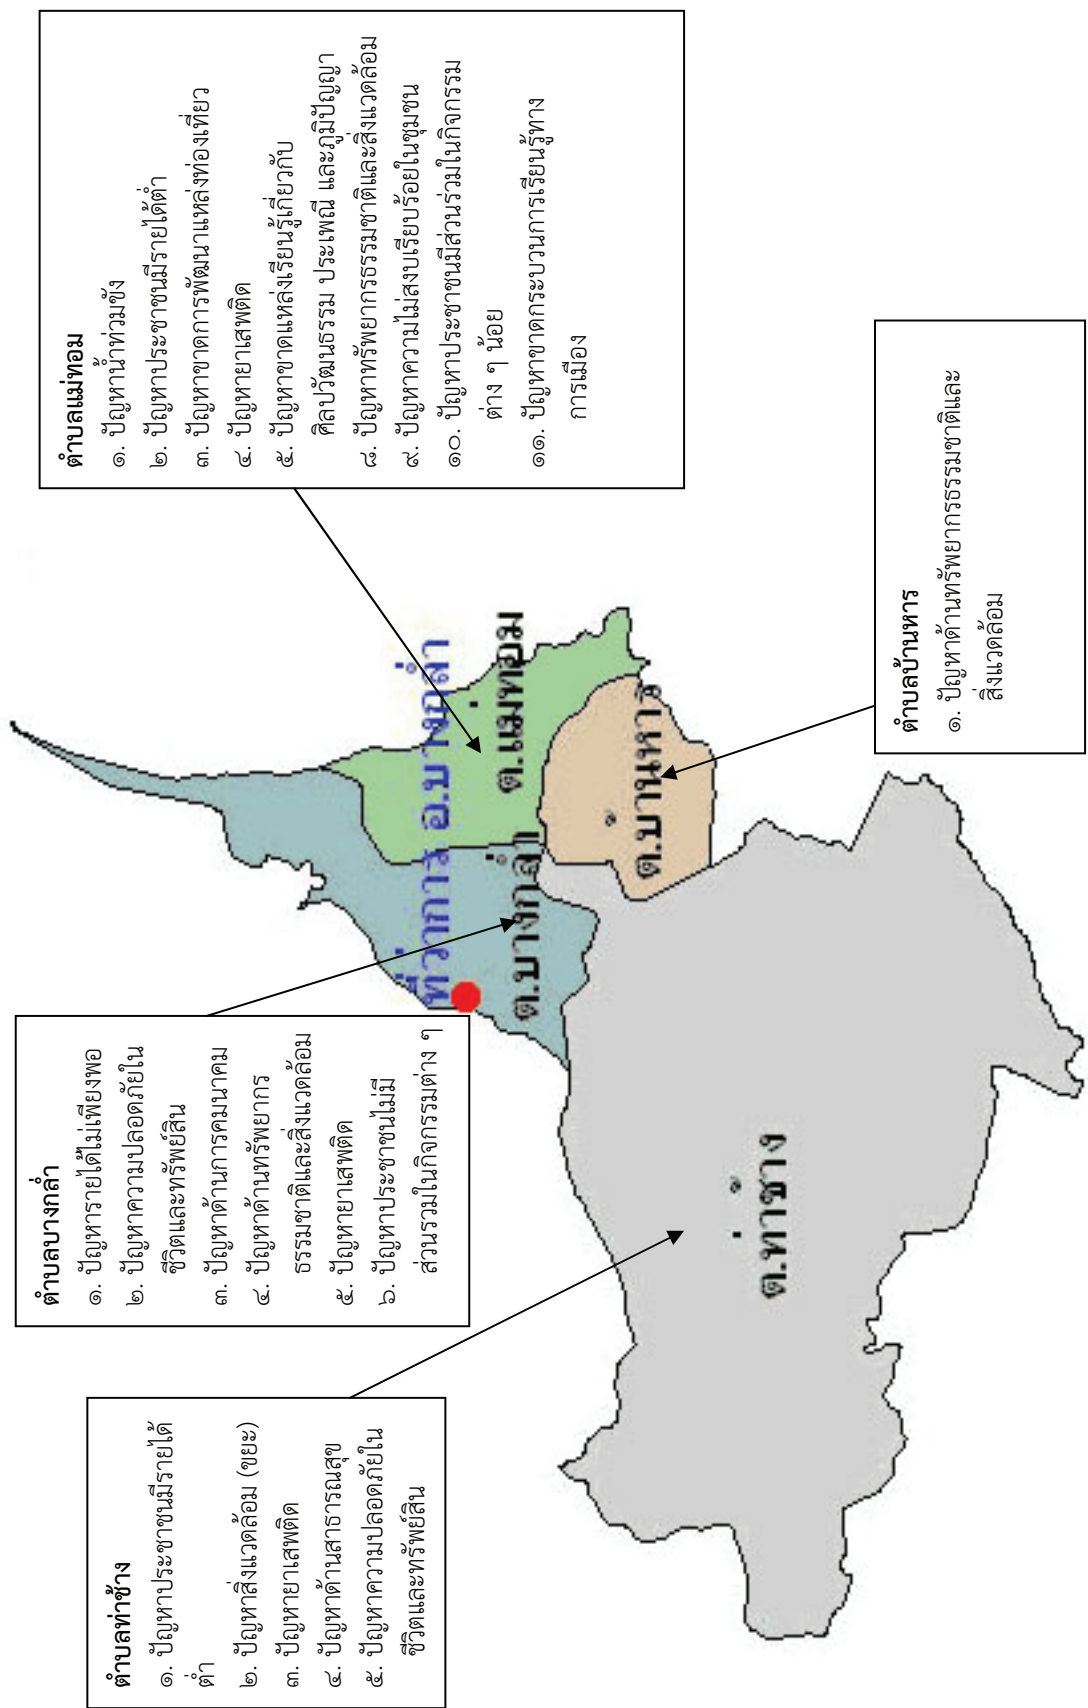 ตำบลท่าช้าง
๑. ปัญหาประชาชนมีรายได้
ต่ำ
๒. ปัญหาสิ่งแวดล้อม (ขยะ)
๓. ปัญหายาเสพติด
๔. ปัญหาด้านสาธารณสุข
๕. ปัญหาความปลอดภัยใน
ชีวิตและทรัพย์สิน
ตำบลบางกล่ำ
๑. ปัญหารายได้ไม่เพียงพอ
๒. ปัญหาความปลอดภัยใน
ชีวิตและทรัพย์สิน
๓. ปัญหาด้านการคมนาคม
๔. ปัญหาด้านทรัพยากร
ธรรมชาติและสิ่งแวดล้อม
๕. ปัญหายาเสพติด
๖. ปัญหาประชาชนไม่มี
ส่วนรวมในกิจกรรมต่าง ๆ
ตำบลแม่ทอม
๑. ปัญหาน้ำท่วมขัง
๒. ปัญหาประชาชนมีรายได้ต่ำ
๓. ปัญหาขาดการพัฒนาแหล่งท่องเที่ยว
๔. ปัญหายาเสพติด
๕. ปัญหาขาดแหล่งเรียนรู้เกี่ยวกับ
ศิลปวัฒนธรรม ประเพณี และภูมิปัญญา
๘. ปัญหาทรัพยากรธรรมชาติและสิ่งแวดล้อม
๙. ปัญหาความไม่สงบเรียบร้อยในชุมชน
๑๐. ปัญหาประชาชนมีส่วนร่วมในกิจกรรม
ต่าง ๆ น้อย
๑๑. ปัญหาขาดกระบวนการเรียนรู้ทาง
การเมือง
ตำบลบ้านหาร
๑. ปัญหาด้านทรัพยากรธรรมชาติและ
สิ่งแวดล้อม
ที่ว่าการ อ.บางกล่ำ
ต.บางกล่ำ
ต.แม่ทอม
ต.บ้านหาร
ต.ท่าช้าง